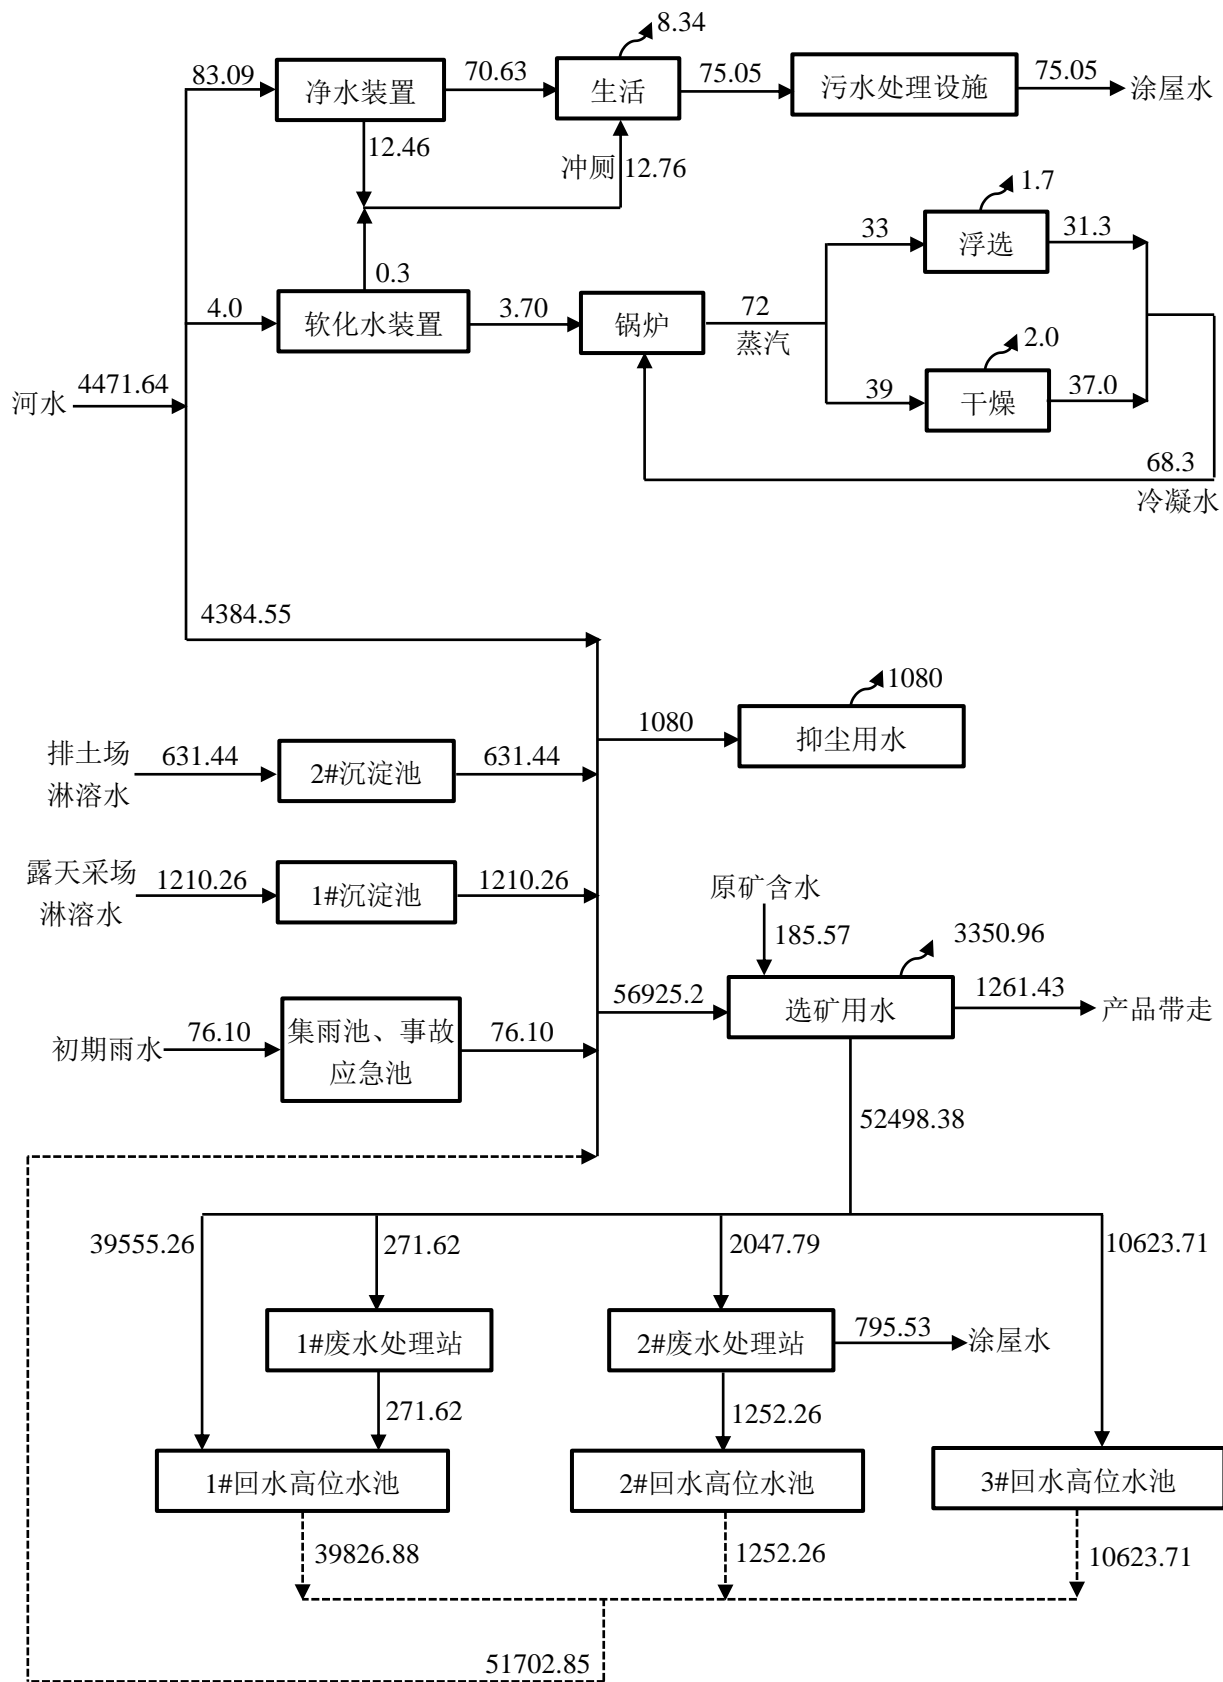 8.34
83.09
净水装置
70.63
生活
75.05
污水处理设施
75.05
涂屋水
12.46
冲厕
12.76
1.7
33
浮选
31.3
0.3
4.0
软化水装置
3.70
锅炉
72
蒸汽
2.0
39
干燥
37.0
河水
4471.64
68.3
冷凝水
4384.55
1080
1080
抑尘用水
排土场
淋溶水
631.44
2#沉淀池
631.44
露天采场
淋溶水
1210.26
1#沉淀池
1210.26
原矿含水
185.57
3350.96
56925.2
选矿用水
1261.43
产品带走
初期雨水
76.10
集雨池、事故
应急池
76.10
52498.38
39555.26
271.62
2047.79
10623.71
1#废水处理站
2#废水处理站
795.53
涂屋水
271.62
1252.26
1#回水高位水池
2#回水高位水池
3#回水高位水池
39826.88
1252.26
10623.71
51702.85